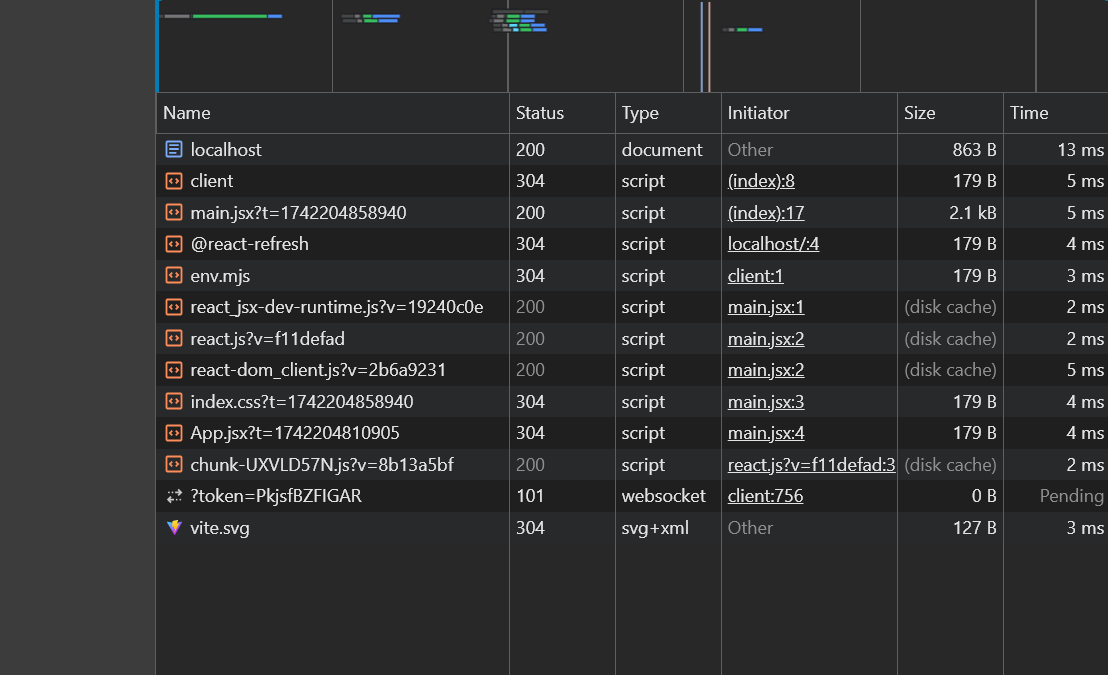 Name Status Type Initiator Size Time
localhost 200 document Other 863 B 13 ms
client 304 script (index):8 179 B 5 ms
main.jsx?t=1742204858940 200 script (index):17 2.1 kB 5 ms
@react-refresh 304 script localhost/:4 179 B 4 ms
env.mjs 304 script client:1 179 B 3 ms
react_jsx-dev-runtime.js?v=19240c0e 200 script main.jsx:1 (disk cache) 2 ms
react.js?v=f11defad 200 script main.jsx:2 (disk cache) 2 ms
react-dom_client.js?v=2b6a9231 200 script main.jsx:2 (disk cache) 5 ms
index.css?t=1742204858940 304 script main.jsx:3 179 B 4 ms
App.jsx?t=1742204810905 304 script main.jsx:4 179 B 4 ms
chunk-UXVLD57N.js?v=8b13a5bf 200 script react.js?v=f11defad:3 (disk cache) 2 ms
?token=PkjsfBZFIGAR 101 websocket client:756 0 B Pending
vite.svg 304 svg+xml Other 127 B 3 ms